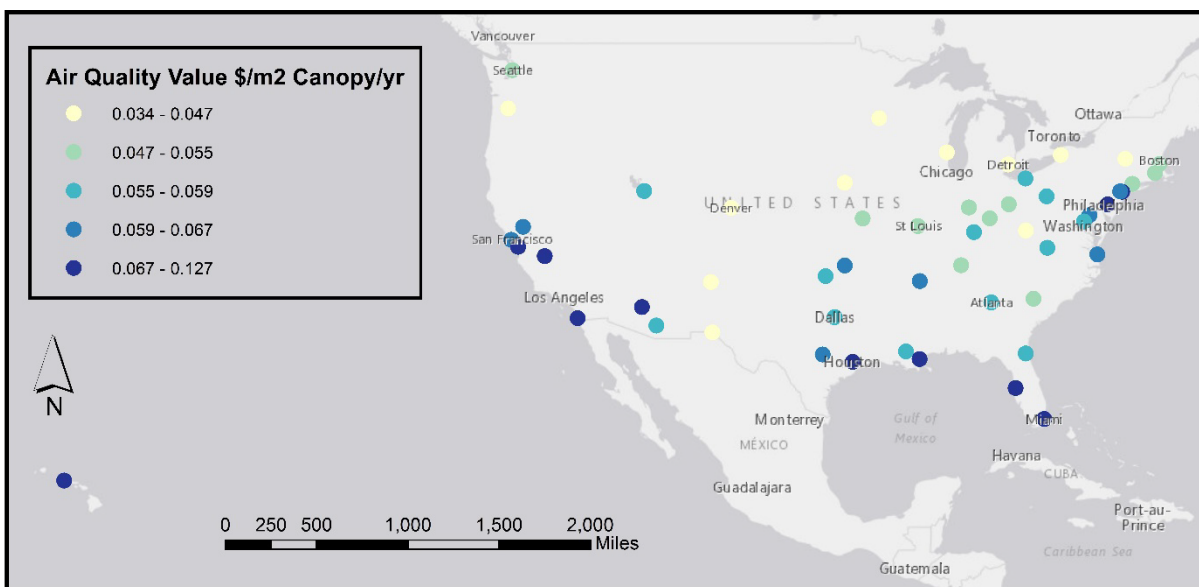 Air Quality Value $/m2 Canopy/yr
0.034 - 0.047
0.047 - 0.055
0.055 - 0.059
0.059 - 0.067
0.067 - 0.127
Vancouver
Seattle
Ottawa
Toronto
Boston
Detroit
Chicago
UNITED STATES
Denver
Philadelphia
St Louis
Washington
San Francisco
Los Angeles
Atlanta
Dallas
Houston
N
Monterrey
Gulf of
Mexico
Miami
MÉXICO
Havana
CUBA
Guadalajara
Port-au-
Prince
0 250 500 1,000 1,500 2,000
Miles
Caribbean Sea
Guatemala